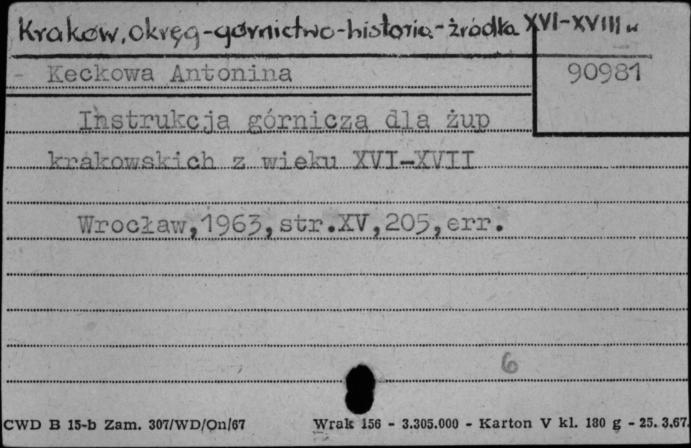 Kraków, okręg-górnictwo-historia-źródła XVI-XVIII w
- Keckowa Antonina
90981
Instrukcja górnicza dla żup
krakowskich z wieku XVI-XVII
Wrocław,1963,str.XV,205,err.
6
CWD B 15-b Zam. 307/WD/On/67 Wrak 156 - 3.305.000 - Karton V kl. 180 g - 25. 3.67